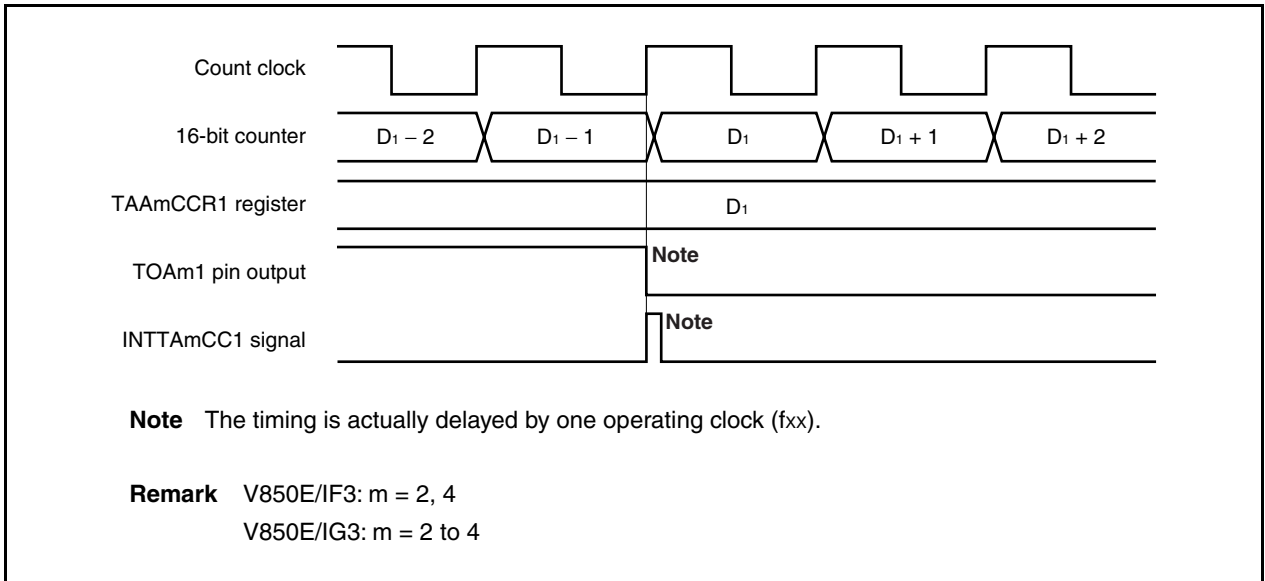 Count clock
16-bit counter
D1 – 2
D1 – 1
D1
D1 + 1
D1 + 2
TAAmCCR1 register
D1
TOAm1 pin output
Note
INTTAmCC1 signal
Note
Note The timing is actually delayed by one operating clock (fxx).
Remark V850E/IF3: m = 2, 4
V850E/IG3: m = 2 to 4